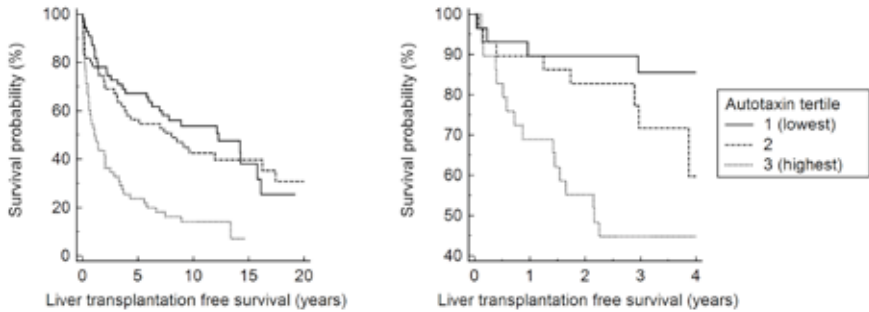 Survival probability (%)
100
80
60
40
20
0
0 5 10 15 20
Liver transplantation free survival (years)
Survival probability (%)
100
90
80
70
60
50
40
0 1 2 3 4
Liver transplantation free survival (years)
Autotaxin tertile
1 (lowest)
2
3 (highest)